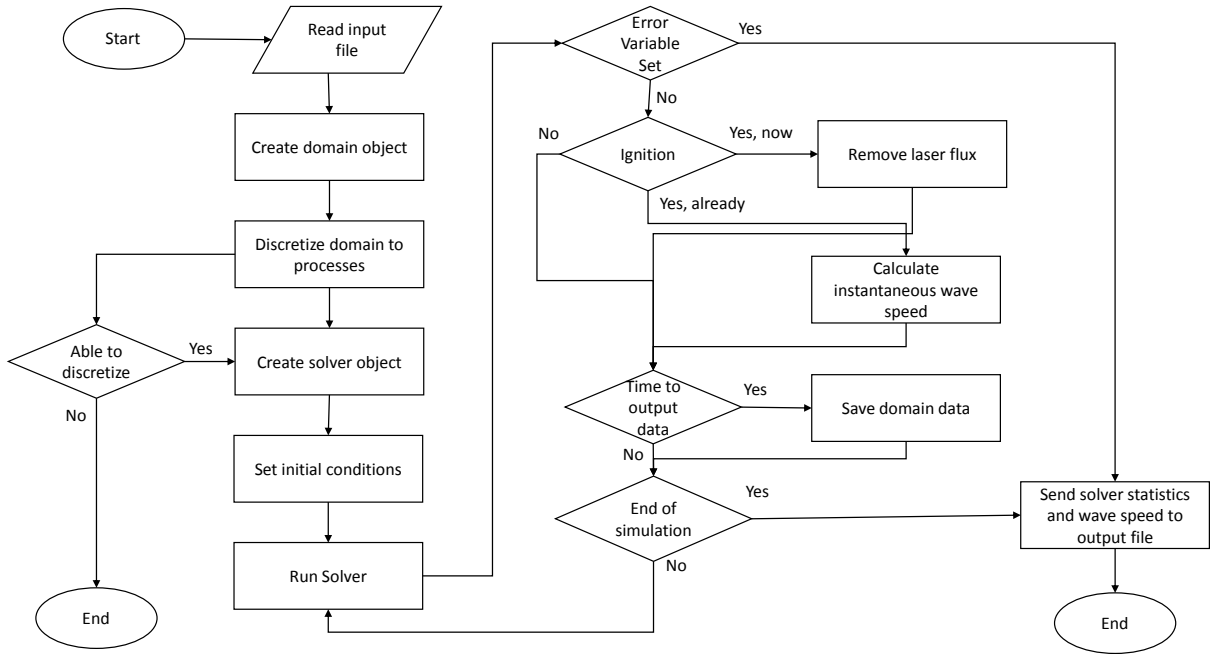 Start
Read input
file
Create domain object
Discretize domain to
processes
Able to
discretize
Yes
No
Create solver object
Set initial conditions
Run Solver
End
Error
Variable
Set
Yes
No
Ignition
No
Yes, now
Yes, already
Remove laser flux
Calculate
instantaneous wave
speed
Time to
output
data
Yes
No
Save domain data
End of
simulation
Yes
No
Send solver statistics
and wave speed to
output file
End